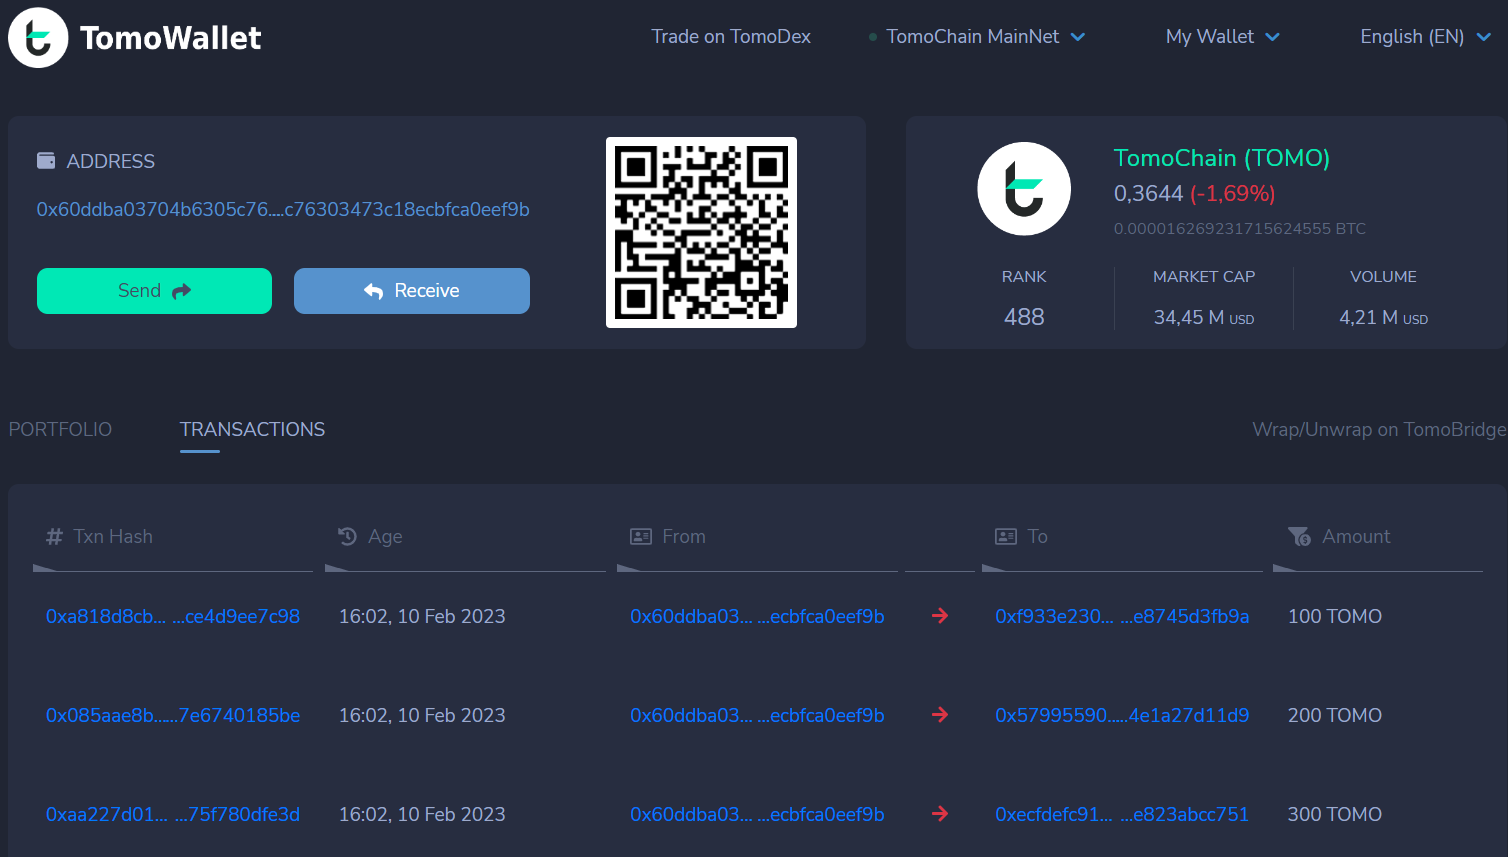 TomoWallet
Trade on TomoDex
TomoChain MainNet
My Wallet
English (EN)
ADDRESS
0x60ddba03704b6305c76....c76303473c18ecbfca0eef9b
Send
Receive
TomoChain (TOMO)
0,3644 (-1,69%)
0.000016269231715624555 BTC
RANK
MARKET CAP
VOLUME
488
34,45 M USD
4,21 M USD
PORTFOLIO
TRANSACTIONS
Wrap/Unwrap on TomoBridge
# Txn Hash
Age
From
To
Amount
0xa818d8cb... ...ce4d9ee7c98 16:02, 10 Feb 2023 0x60ddba03... ...ecbfca0eef9b → 0xf933e230... ...e8745d3fb9a 100 TOMO
0x085aae8b......7e6740185be 16:02, 10 Feb 2023 0x60ddba03... ...ecbfca0eef9b → 0x57995590......4e1a27d11d9 200 TOMO
0xaa227d01... ...75f780dfe3d 16:02, 10 Feb 2023 0x60ddba03... ...ecbfca0eef9b → 0xecfdefc91... ...e823abcc751 300 TOMO